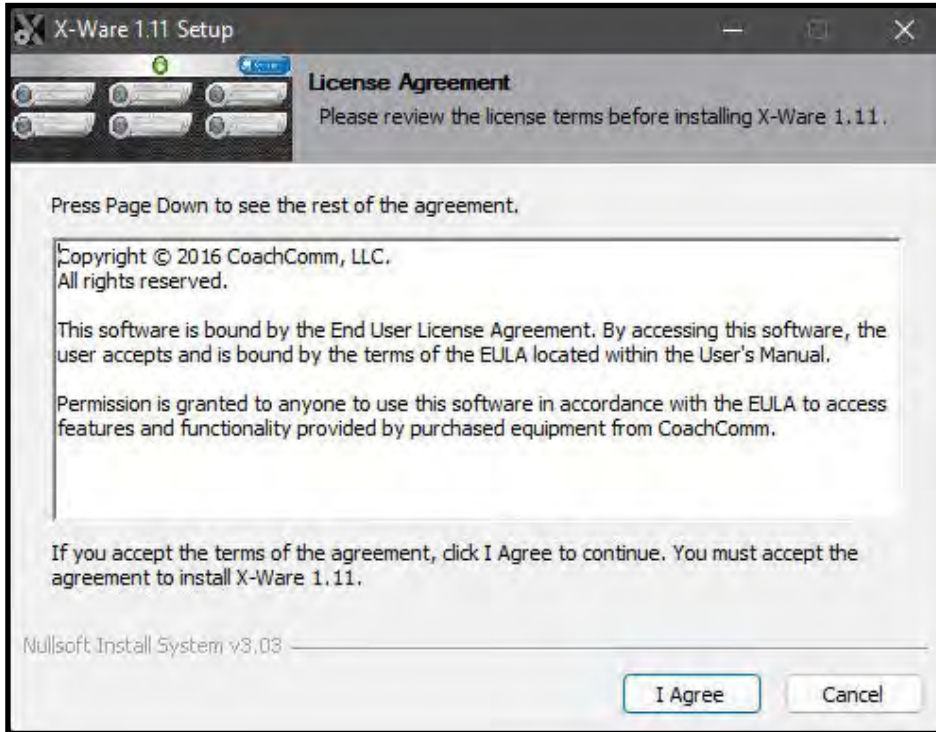 X-Ware 1.11 Setup
License Agreement
Please review the license terms before installing X-Ware 1.11.
Press Page Down to see the rest of the agreement.
Copyright © 2016 CoachComm, LLC.
All rights reserved.
This software is bound by the End User License Agreement. By accessing this software, the
user accepts and is bound by the terms of the EULA located within the User's Manual.
Permission is granted to anyone to use this software in accordance with the EULA to access
features and functionality provided by purchased equipment from CoachComm.
If you accept the terms of the agreement, click I Agree to continue. You must accept the
agreement to install X-Ware 1.11.
Nullsoft Install System v3.03
I Agree
Cancel